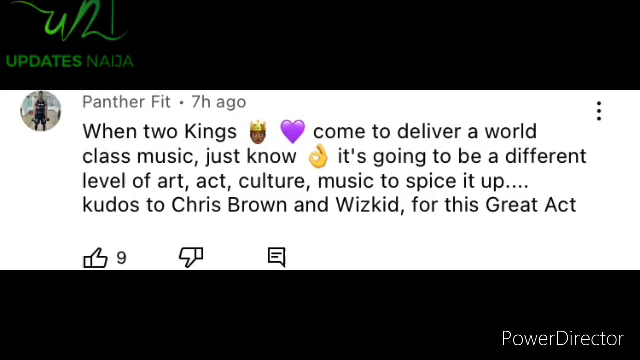 UPDATES NAIJA
Panther Fit • 7h ago
When two Kings 🤴🏾 💜 come to deliver a world
class music, just know 👌 it's going to be a different
level of art, act, culture, music to spice it up....
kudos to Chris Brown and Wizkid, for this Great Act
9
PowerDirector